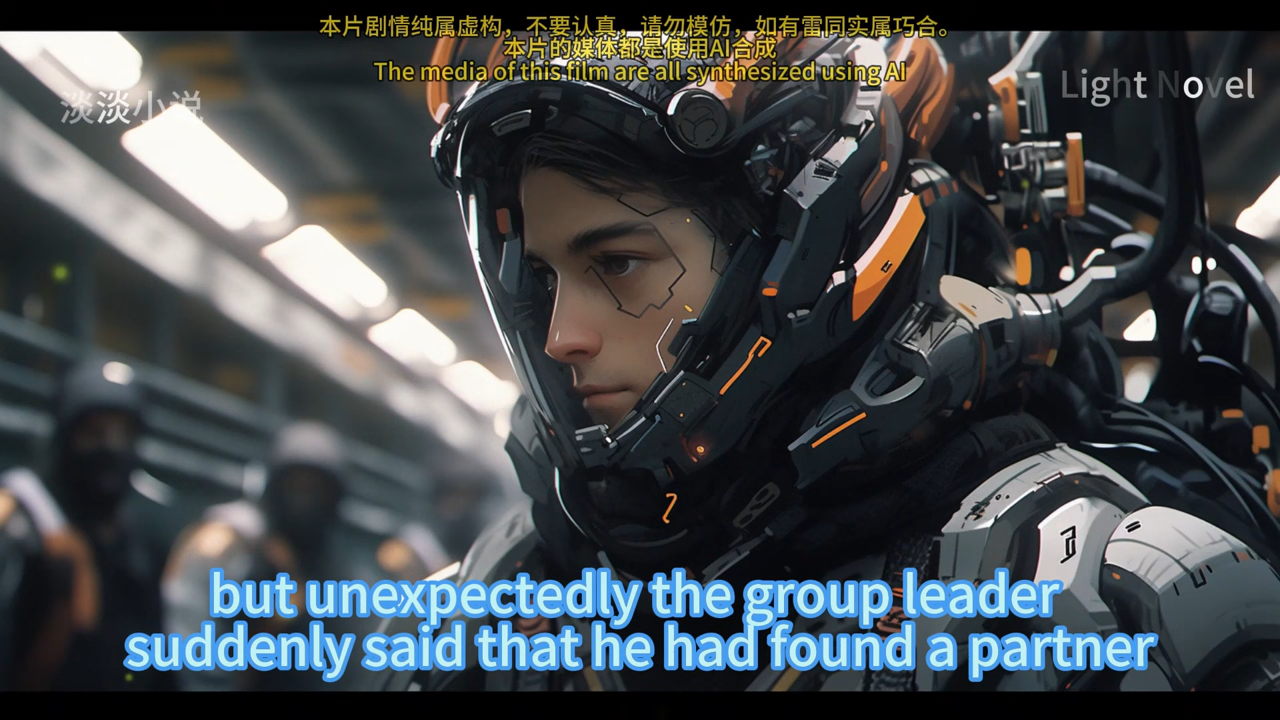 本片剧情纯属虚构，不要认真，请勿模仿，如有雷同实属巧合。
本片的媒体都是使用AI合成
The media of this film are all synthesized using AI
淡淡小说
Light Novel
but unexpectedly the group leader
suddenly said that he had found a partner